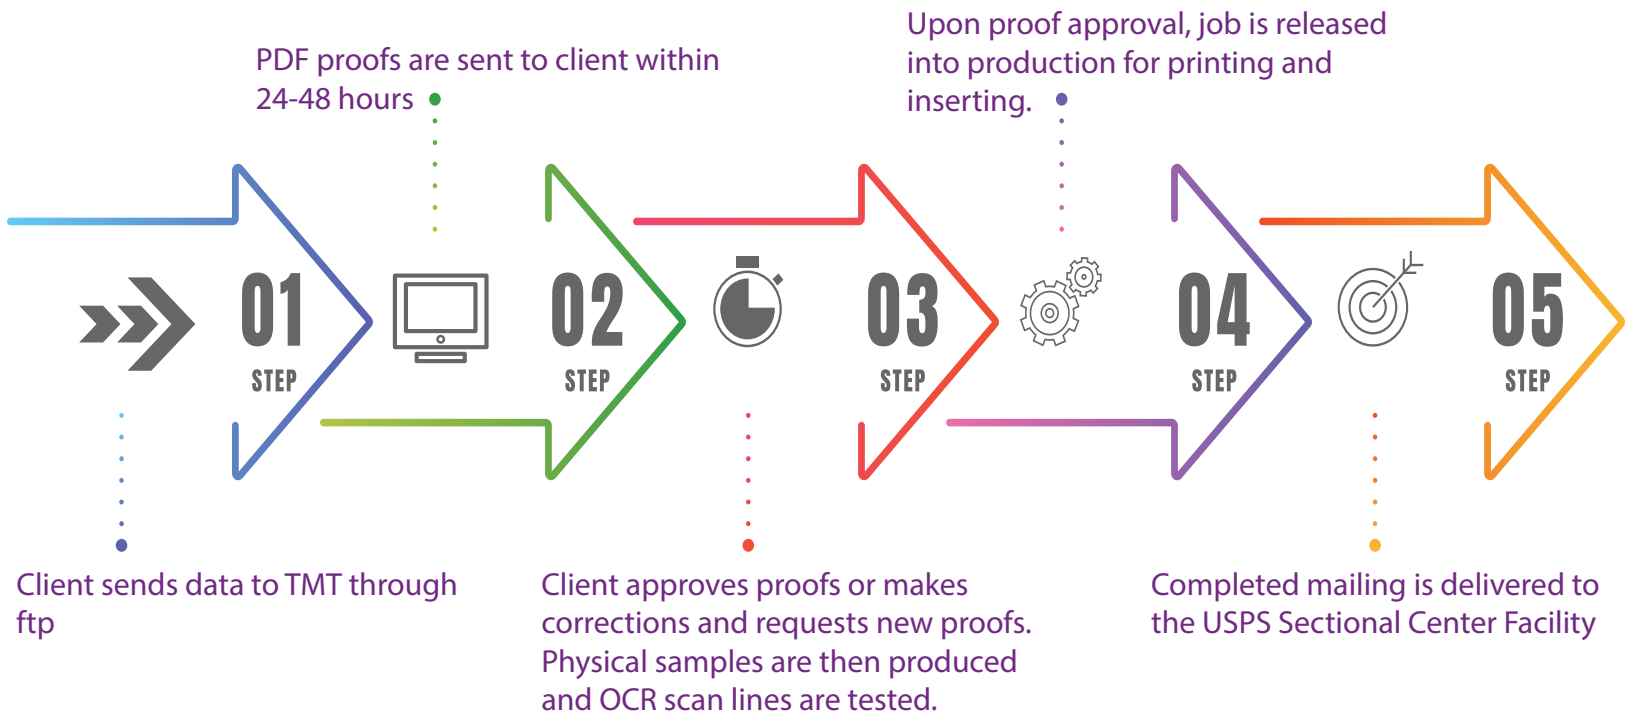 Upon proof approval, job is released
into production for printing and
inserting.
PDF proofs are sent to client within
24-48 hours
01
STEP
02
STEP
03
STEP
04
STEP
05
STEP
Client sends data to TMT through
ftp
Client approves proofs or makes
corrections and requests new proofs.
Physical samples are then produced
and OCR scan lines are tested.
Completed mailing is delivered to
the USPS Sectional Center Facility